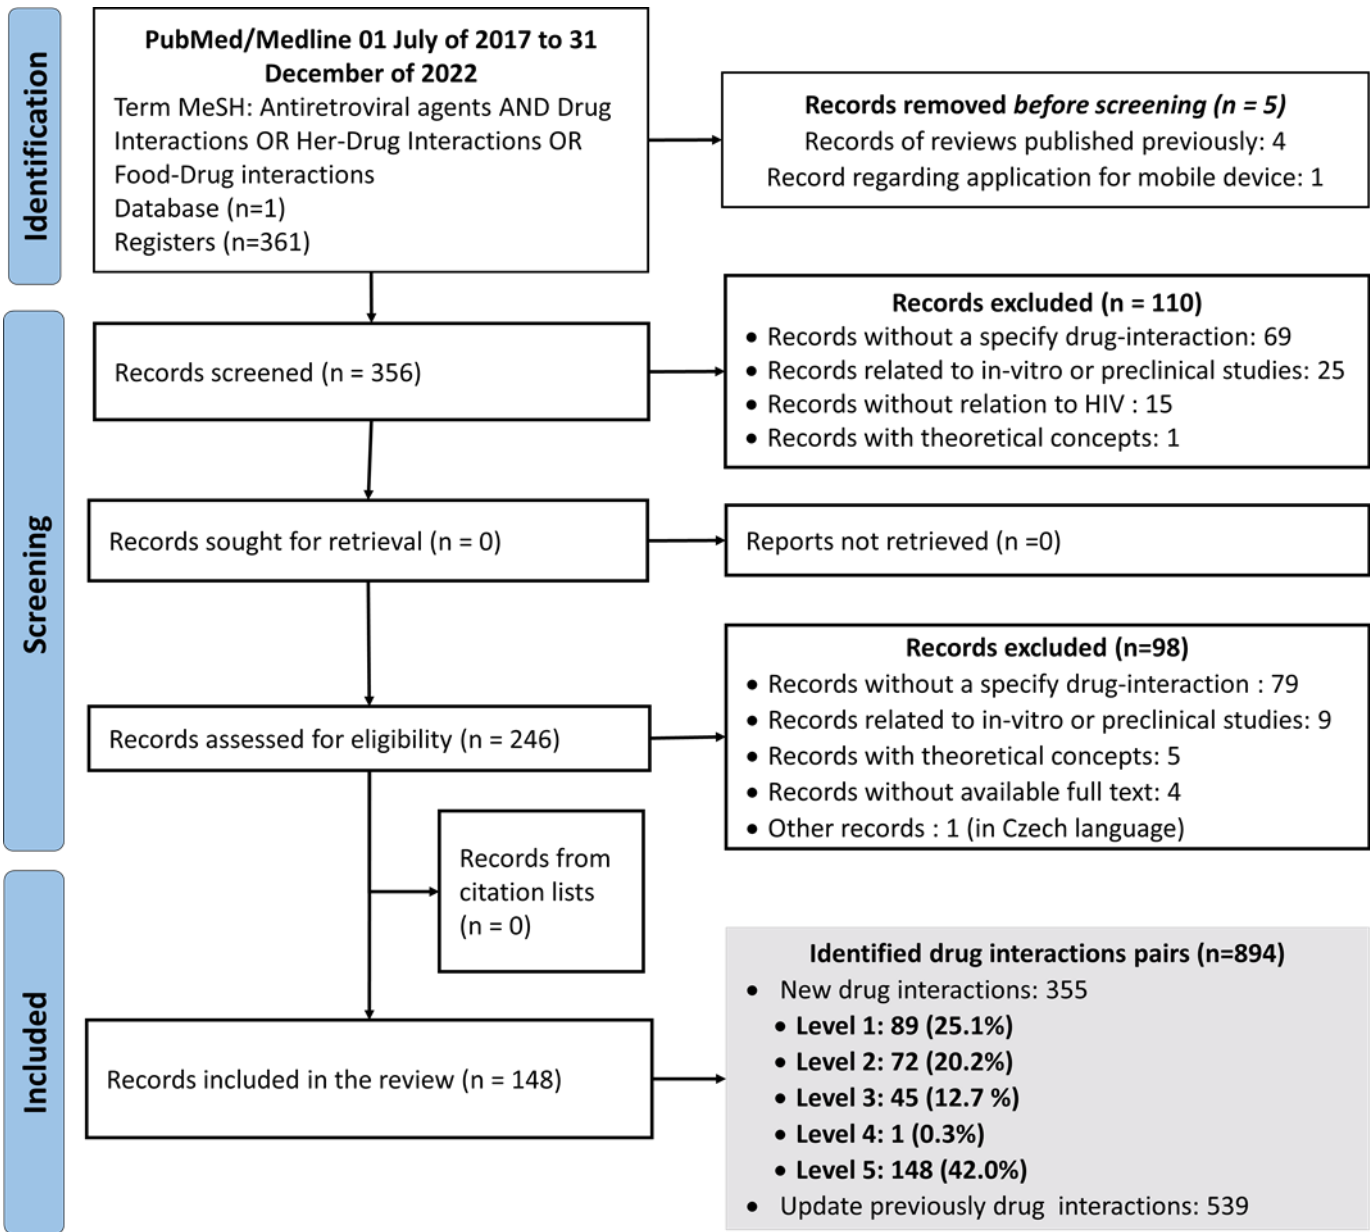 Identification
PubMed/Medline 01 July of 2017 to 31
December of 2022
Term MeSH: Antiretroviral agents AND Drug
Interactions OR Her-Drug Interactions OR
Food-Drug interactions
Database (n=1)
Registers (n=361)
Records removed before screening (n = 5)
Records of reviews published previously: 4
Record regarding application for mobile device: 1
Screening
Records screened (n = 356)
Records excluded (n = 110)
• Records without a specify drug-interaction: 69
• Records related to in-vitro or preclinical studies: 25
• Records without relation to HIV : 15
• Records with theoretical concepts: 1
Records sought for retrieval (n = 0)
Reports not retrieved (n =0)
Records assessed for eligibility (n = 246)
Records excluded (n=98)
• Records without a specify drug-interaction : 79
• Records related to in-vitro or preclinical studies: 9
• Records with theoretical concepts: 5
• Records without available full text: 4
• Other records : 1 (in Czech language)
Records from
citation lists
(n = 0)
Included
Records included in the review (n = 148)
Identified drug interactions pairs (n=894)
• New drug interactions: 355
• Level 1: 89 (25.1%)
• Level 2: 72 (20.2%)
• Level 3: 45 (12.7 %)
• Level 4: 1 (0.3%)
• Level 5: 148 (42.0%)
• Update previously drug interactions: 539